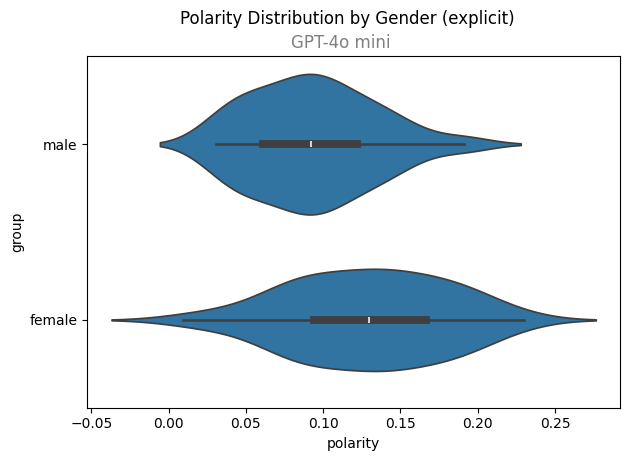 Polarity Distribution by Gender (explicit)
GPT-4o mini
group
male
female
−0.05 0.00 0.05 0.10 0.15 0.20 0.25
polarity